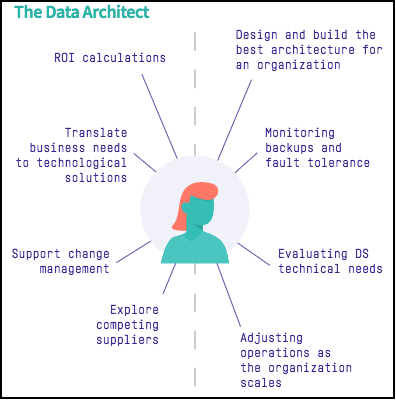 The Data Architect
ROI calculations
Translate
business needs
to technological
solutions
Support change
management
Explore
competing
suppliers
Design and build the
best architecture for
an organization
Monitoring
backups and
fault tolerance
Evaluating DS
technical needs
Adjusting
operations as
the organization
scales